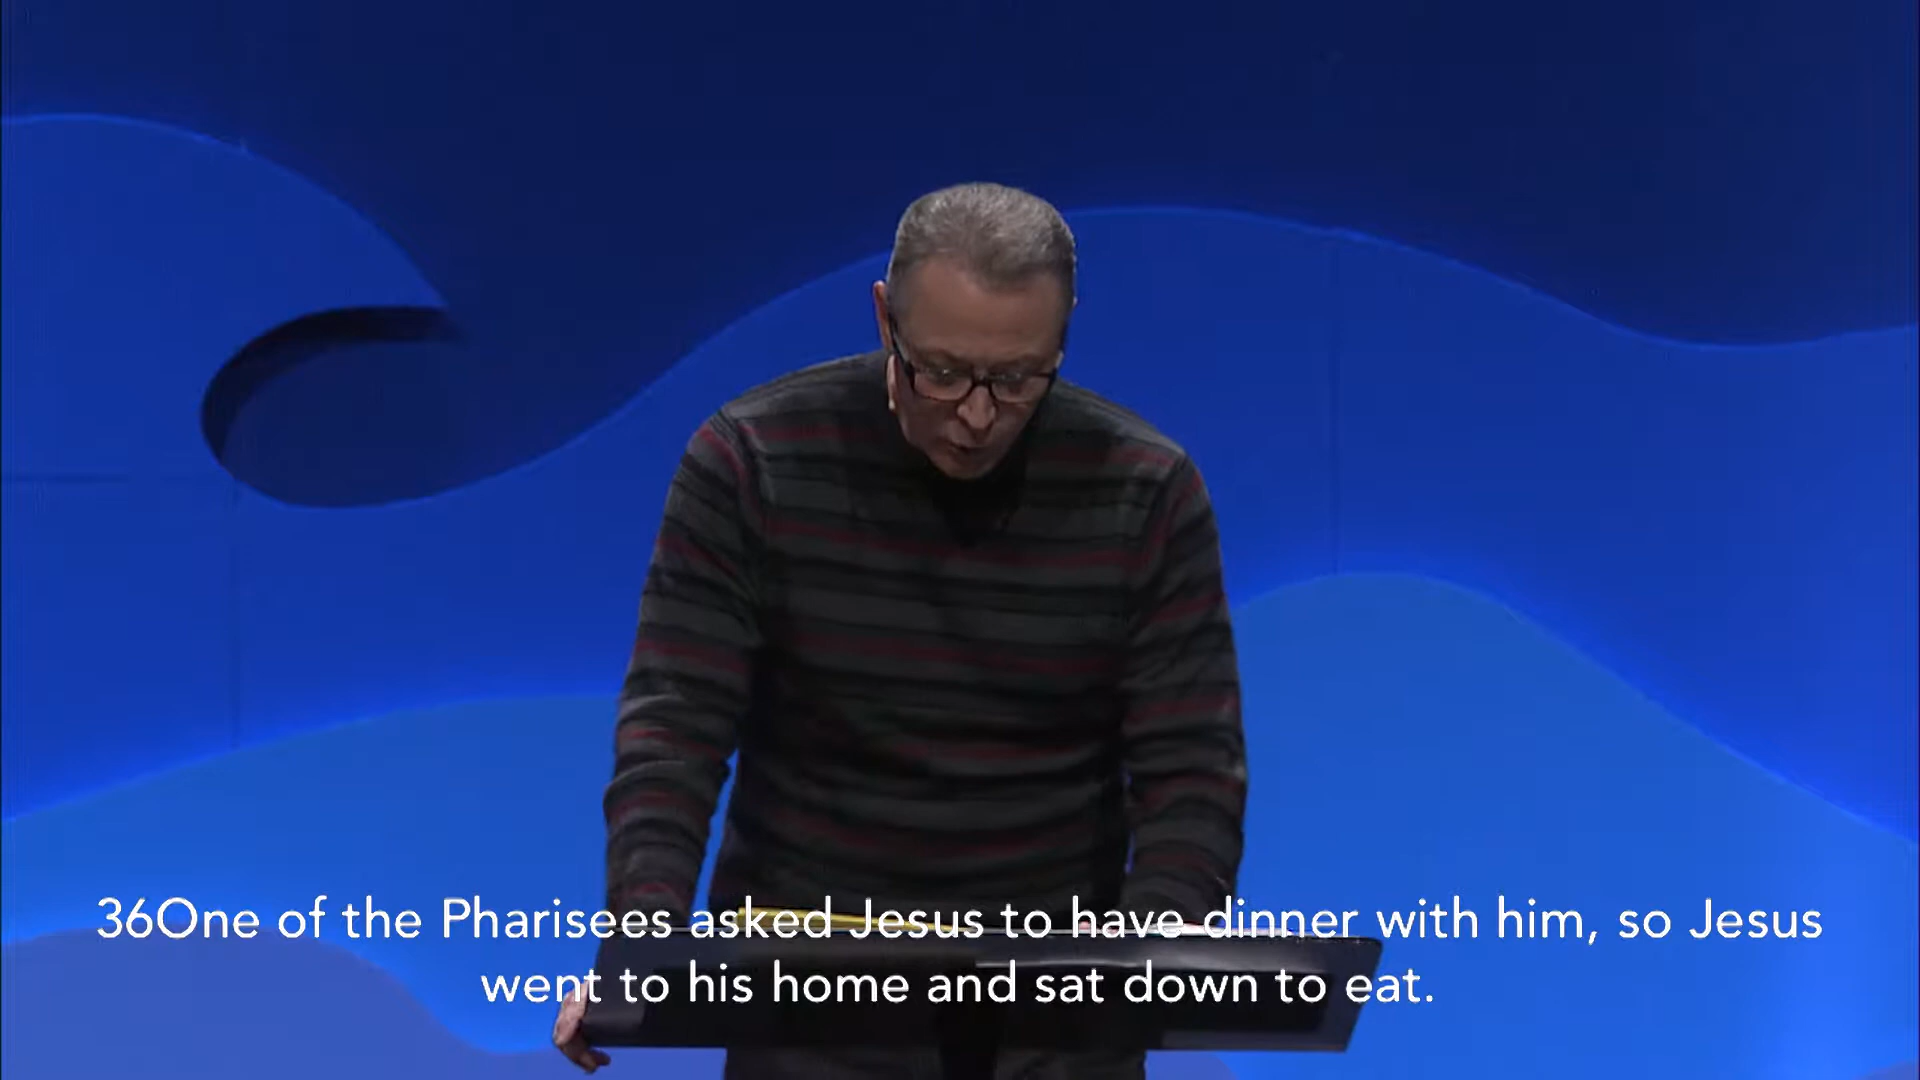 36One of the Pharisees asked Jesus to have dinner with him, so Jesus
went to his home and sat down to eat.